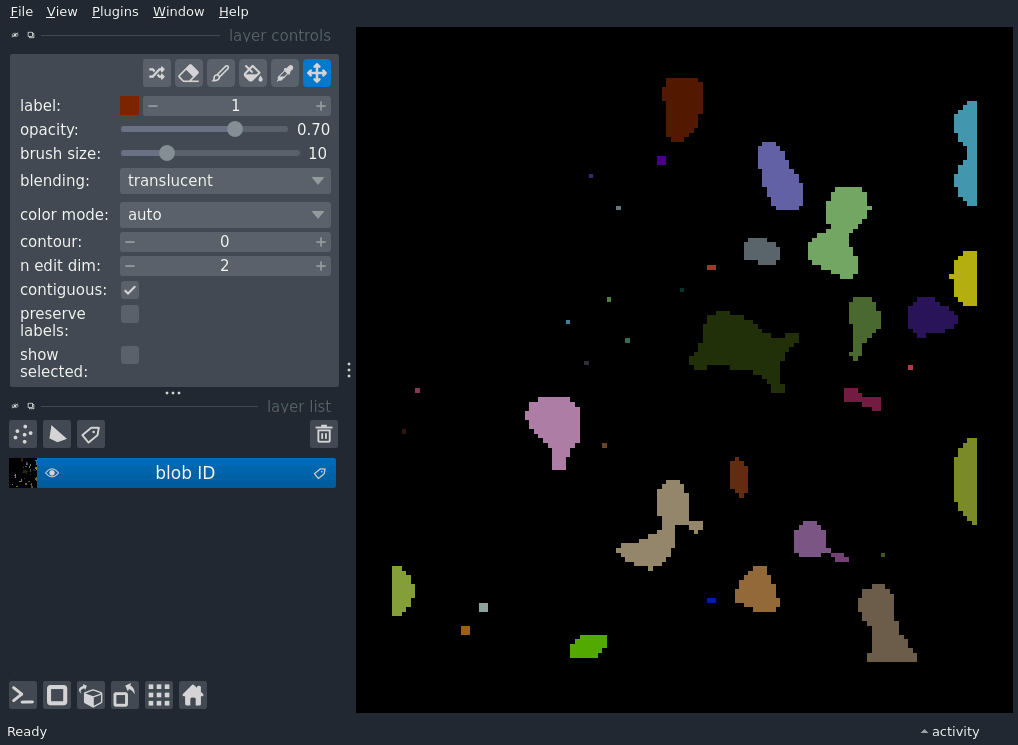 File View Plugins Window Help
layer controls
label: 1
opacity: 0.70
brush size: 10
blending: translucent
color mode: auto
contour: 0
n edit dim: 2
contiguous:
preserve
labels:
show
selected:
layer list
blob ID
Ready
activity